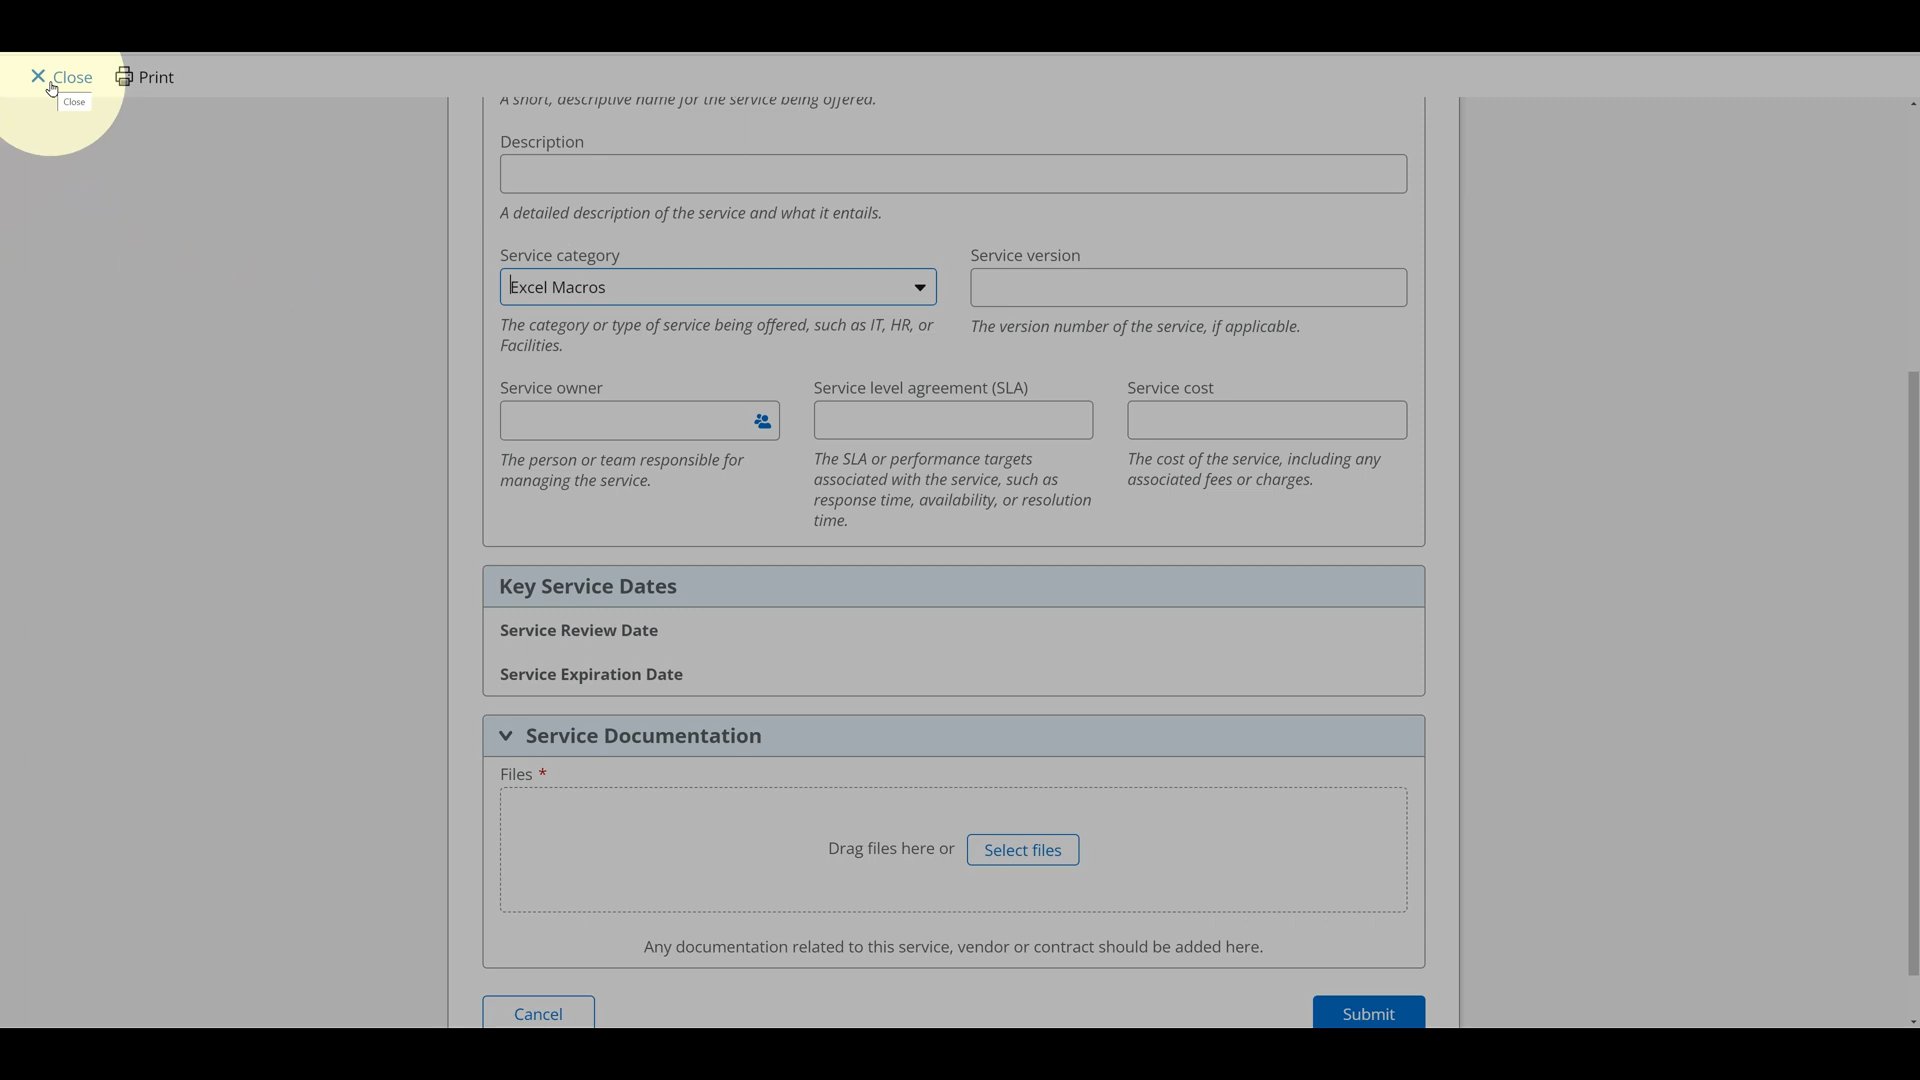 Close
Print
Close
A short, descriptive name for the service being offered.
Description
A detailed description of the service and what it entails.
Service category
Service version
Excel Macros
The category or type of service being offered, such as IT, HR, or
Facilities.
The version number of the service, if applicable.
Service owner
Service level agreement (SLA)
Service cost
The person or team responsible for
managing the service.
The SLA or performance targets
associated with the service, such as
response time, availability, or resolution
time.
The cost of the service, including any
associated fees or charges.
Key Service Dates
Service Review Date
Service Expiration Date
Service Documentation
Files *
Drag files here or
Select files
Any documentation related to this service, vendor or contract should be added here.
Cancel
Submit